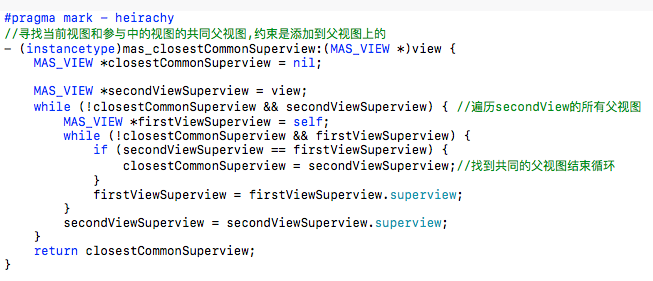 #pragma mark - heirachy
//寻找当前视图和参与中的视图的共同父视图,约束是添加到父视图上的
- (instancetype)mas_closestCommonSuperview:(MAS_VIEW *)view {
    MAS_VIEW *closestCommonSuperview = nil;

    MAS_VIEW *secondViewSuperview = view;
    while (!closestCommonSuperview && secondViewSuperview) { //遍历secondView的所有父视图
        MAS_VIEW *firstViewSuperview = self;
        while (!closestCommonSuperview && firstViewSuperview) {
            if (secondViewSuperview == firstViewSuperview) {
                closestCommonSuperview = secondViewSuperview;//找到共同的父视图结束循环
            }
            firstViewSuperview = firstViewSuperview.superview;
        }
        secondViewSuperview = secondViewSuperview.superview;
    }
    return closestCommonSuperview;
}